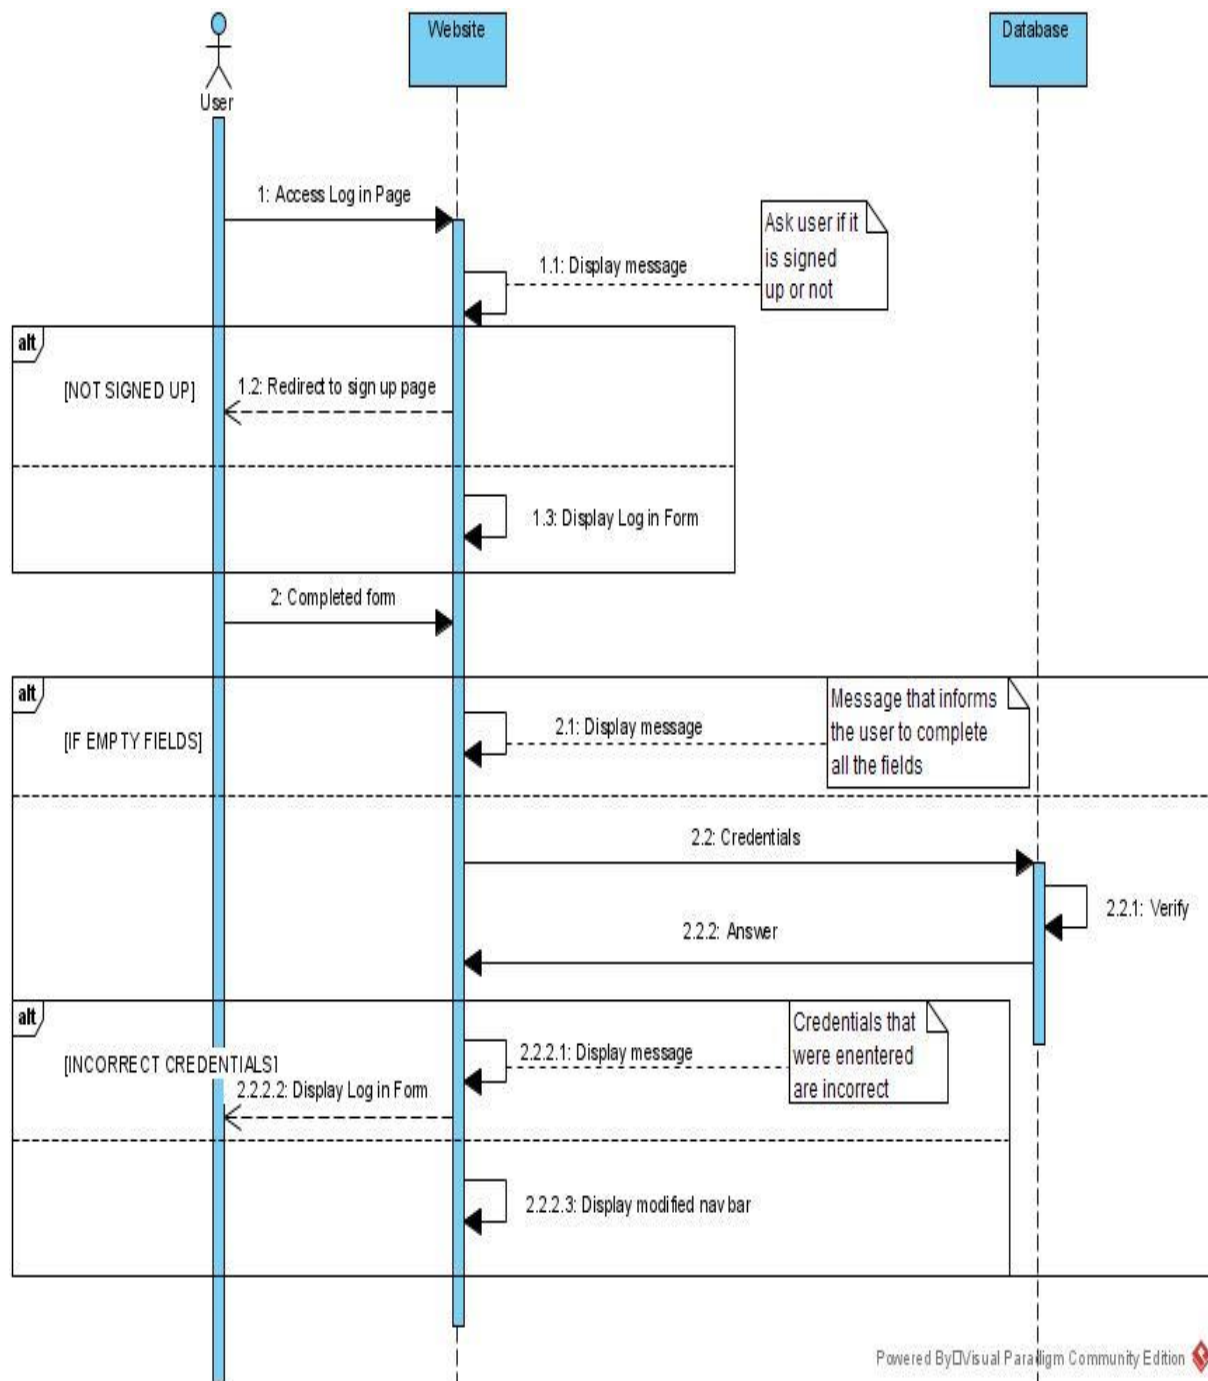 Website
Database
User
1: Access Log in Page
Ask user if it
is signed
up or not
1.1: Display message
alt
[NOT SIGNED UP]
1.2: Redirect to sign up page
1.3: Display Log in Form
2: Completed form
alt
[IF EMPTY FIELDS]
2.1: Display message
Message that informs
the user to complete
all the fields
2.2: Credentials
2.2.1: Verify
2.2.2: Answer
alt
[INCORRECT CREDENTIALS]
2.2.2.1: Display message
Credentials that
were enentered
are incorrect
2.2.2.2: Display Log in Form
2.2.2.3: Display modified nav bar
Powered By□Visual Paradigm Community Edition